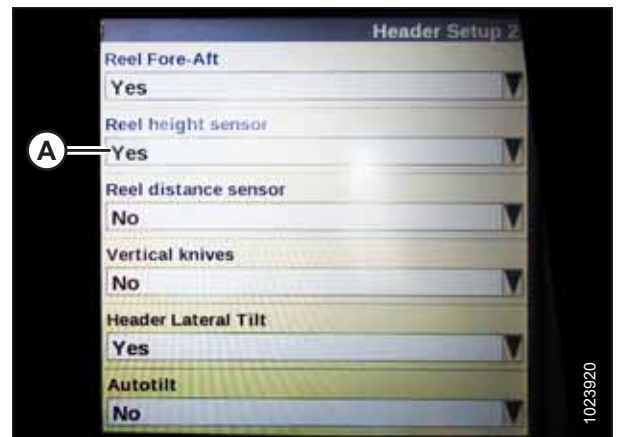 Header Setup 2
Reel Fore-Aft
Yes
Reel height sensor
A
Yes
Reel distance sensor
No
Vertical knives
No
Header Lateral Tilt
Yes
Autotilt
No
1023920